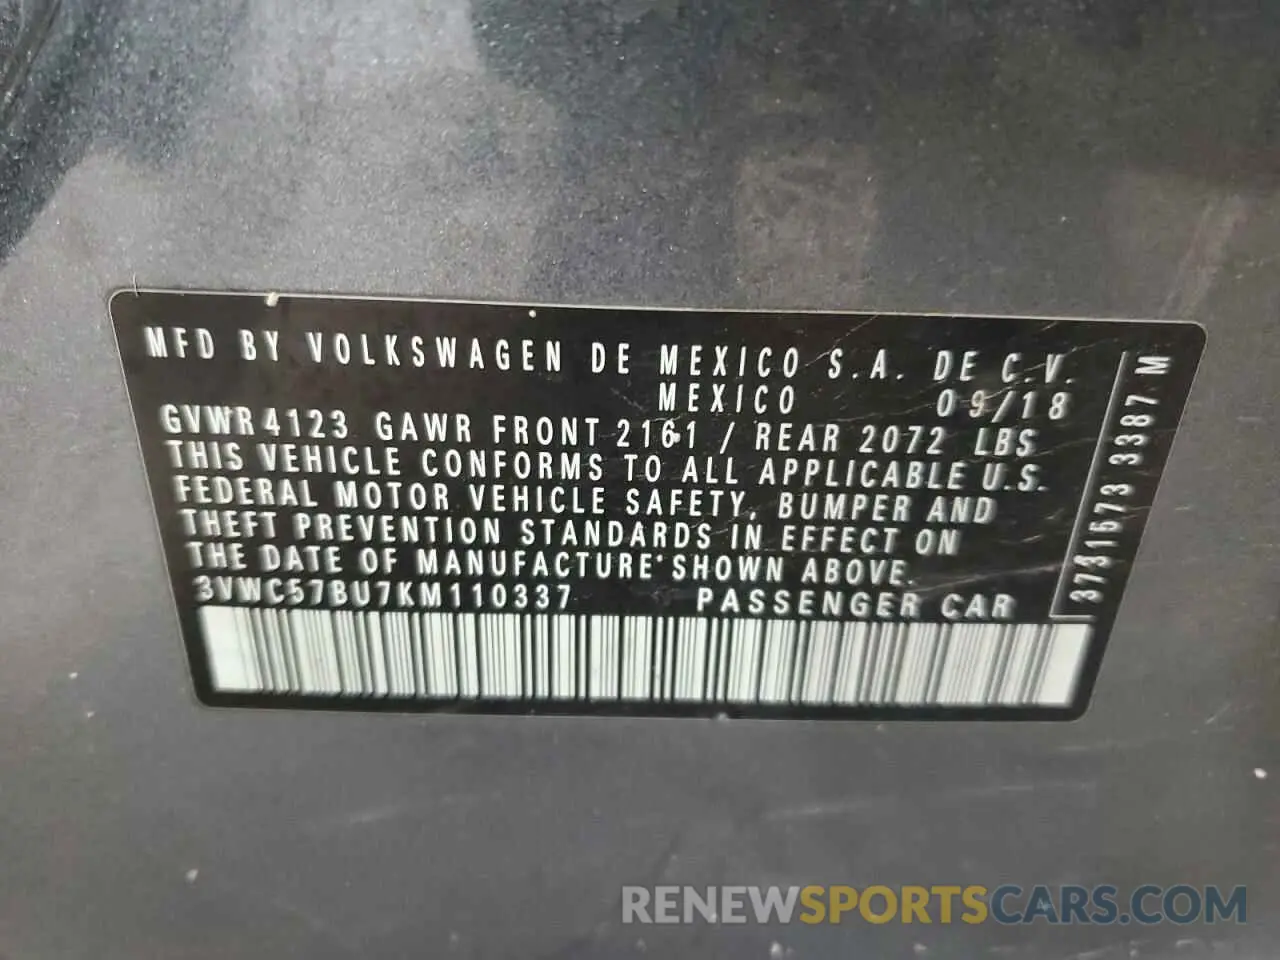 MFD BY VOLKSWAGEN DE MEXICO S.A. DE C.V.
MEXICO 09/18
GVWR 4123 GAWR FRONT 2161 / REAR 2072 LBS
THIS VEHICLE CONFORMS TO ALL APPLICABLE U.S.
FEDERAL MOTOR VEHICLE SAFETY, BUMPER AND
THEFT PREVENTION STANDARDS IN EFFECT ON
THE DATE OF MANUFACTURE SHOWN ABOVE.
3VWC57BU7KM110337 PASSENGER CAR
3731573 3387 M
RENEWSPORTSCARS.COM